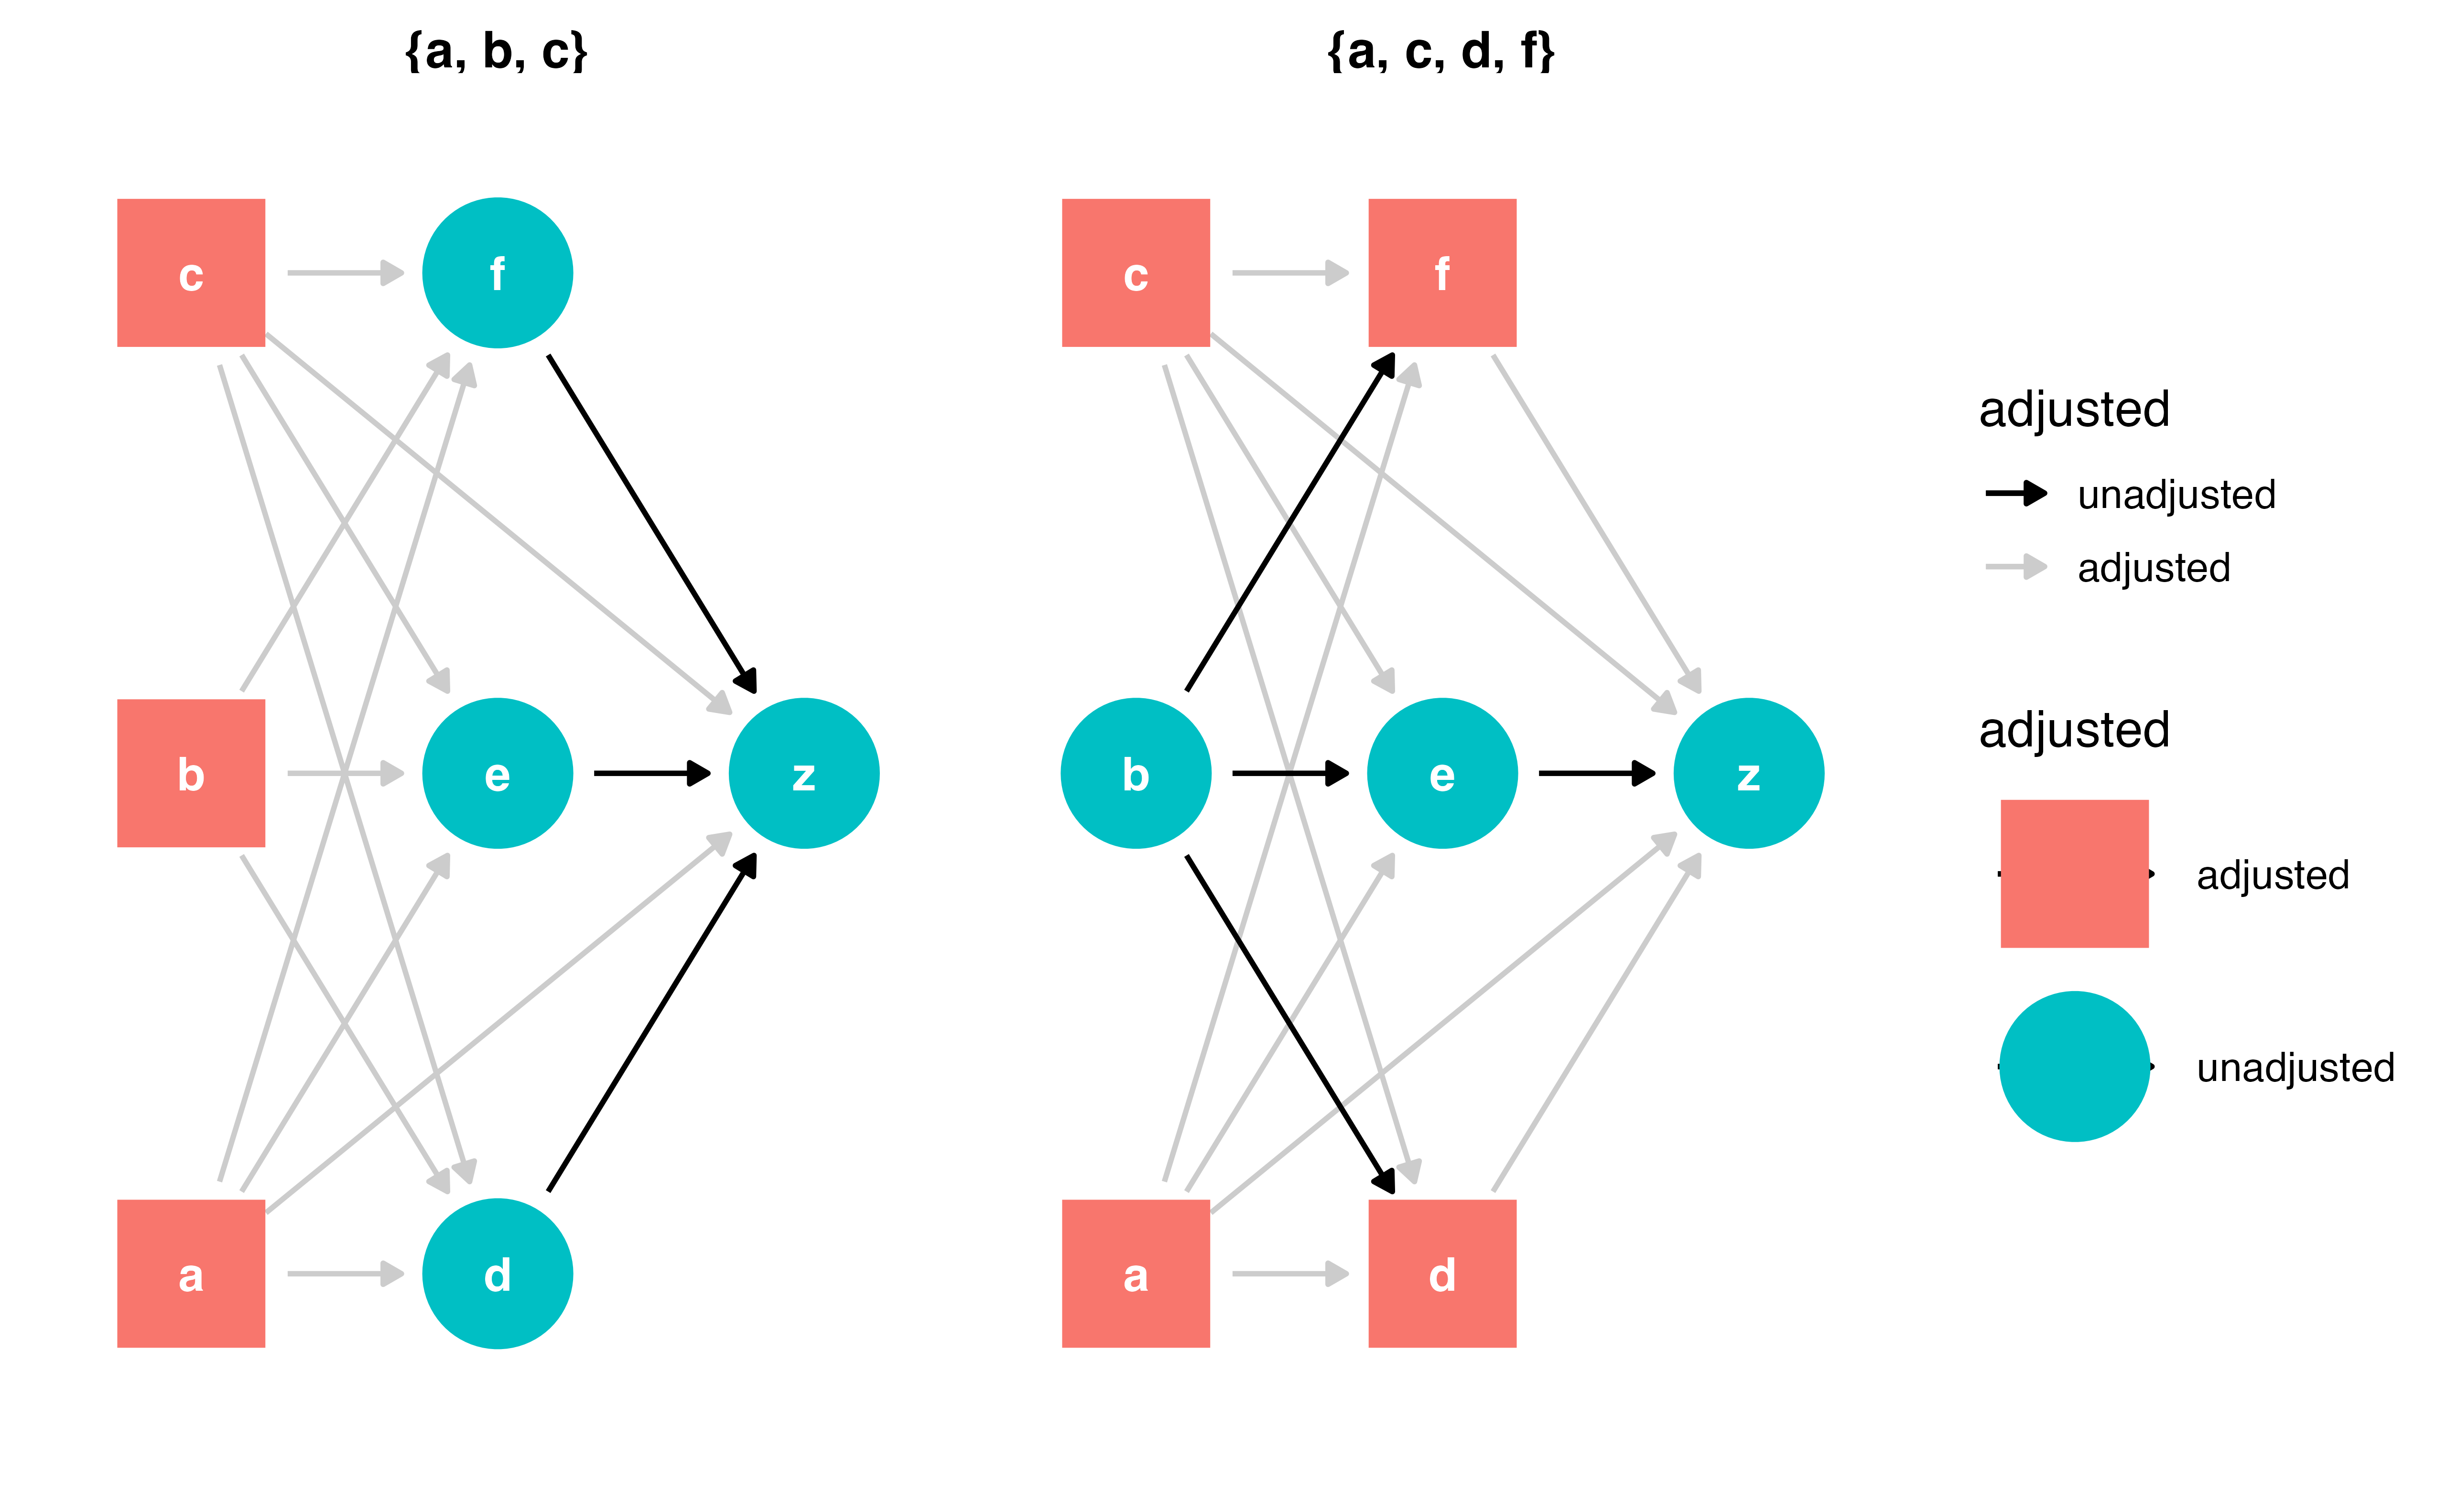 {a, b, c}
c
f
b
e
z
a
d
{a, c, d, f}
c
f
b
e
z
a
d
adjusted
unadjusted
adjusted
adjusted
adjusted
unadjusted